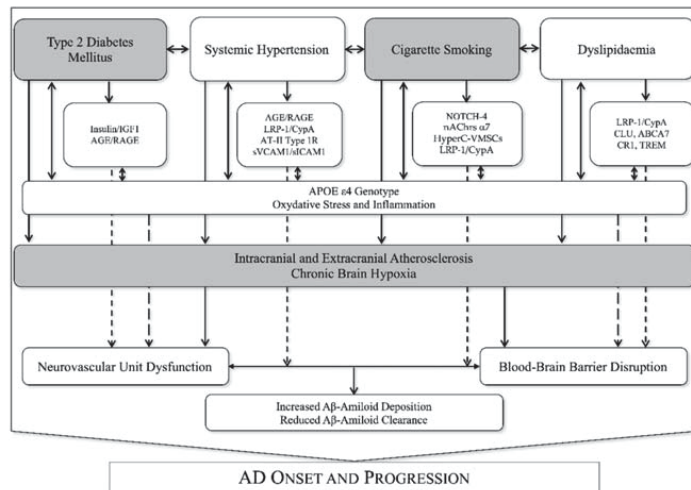 Type 2 Diabetes
Mellitus
Systemic Hypertension
Cigarette Smoking
Dyslipidaemia
Insulin/IGF1
AGE/RAGE
AGE/RAGE
LRP-1/CypA
AT-II Type 1R
sVCAM1/sICAM1
NOTCH-4
nAChrs α7
HyperC-VMSCs
LRP-1/CypA
LRP-1/CypA
CLU, ABCA7
CR1, TREM
APOE ε4 Genotype
Oxydative Stress and Inflammation
Intracranial and Extracranial Atherosclerosis
Chronic Brain Hypoxia
Neurovascular Unit Dysfunction
Blood-Brain Barrier Disruption
Increased Aβ-Amiloid Deposition
Reduced Aβ-Amiloid Clearance
AD ONSET AND PROGRESSION